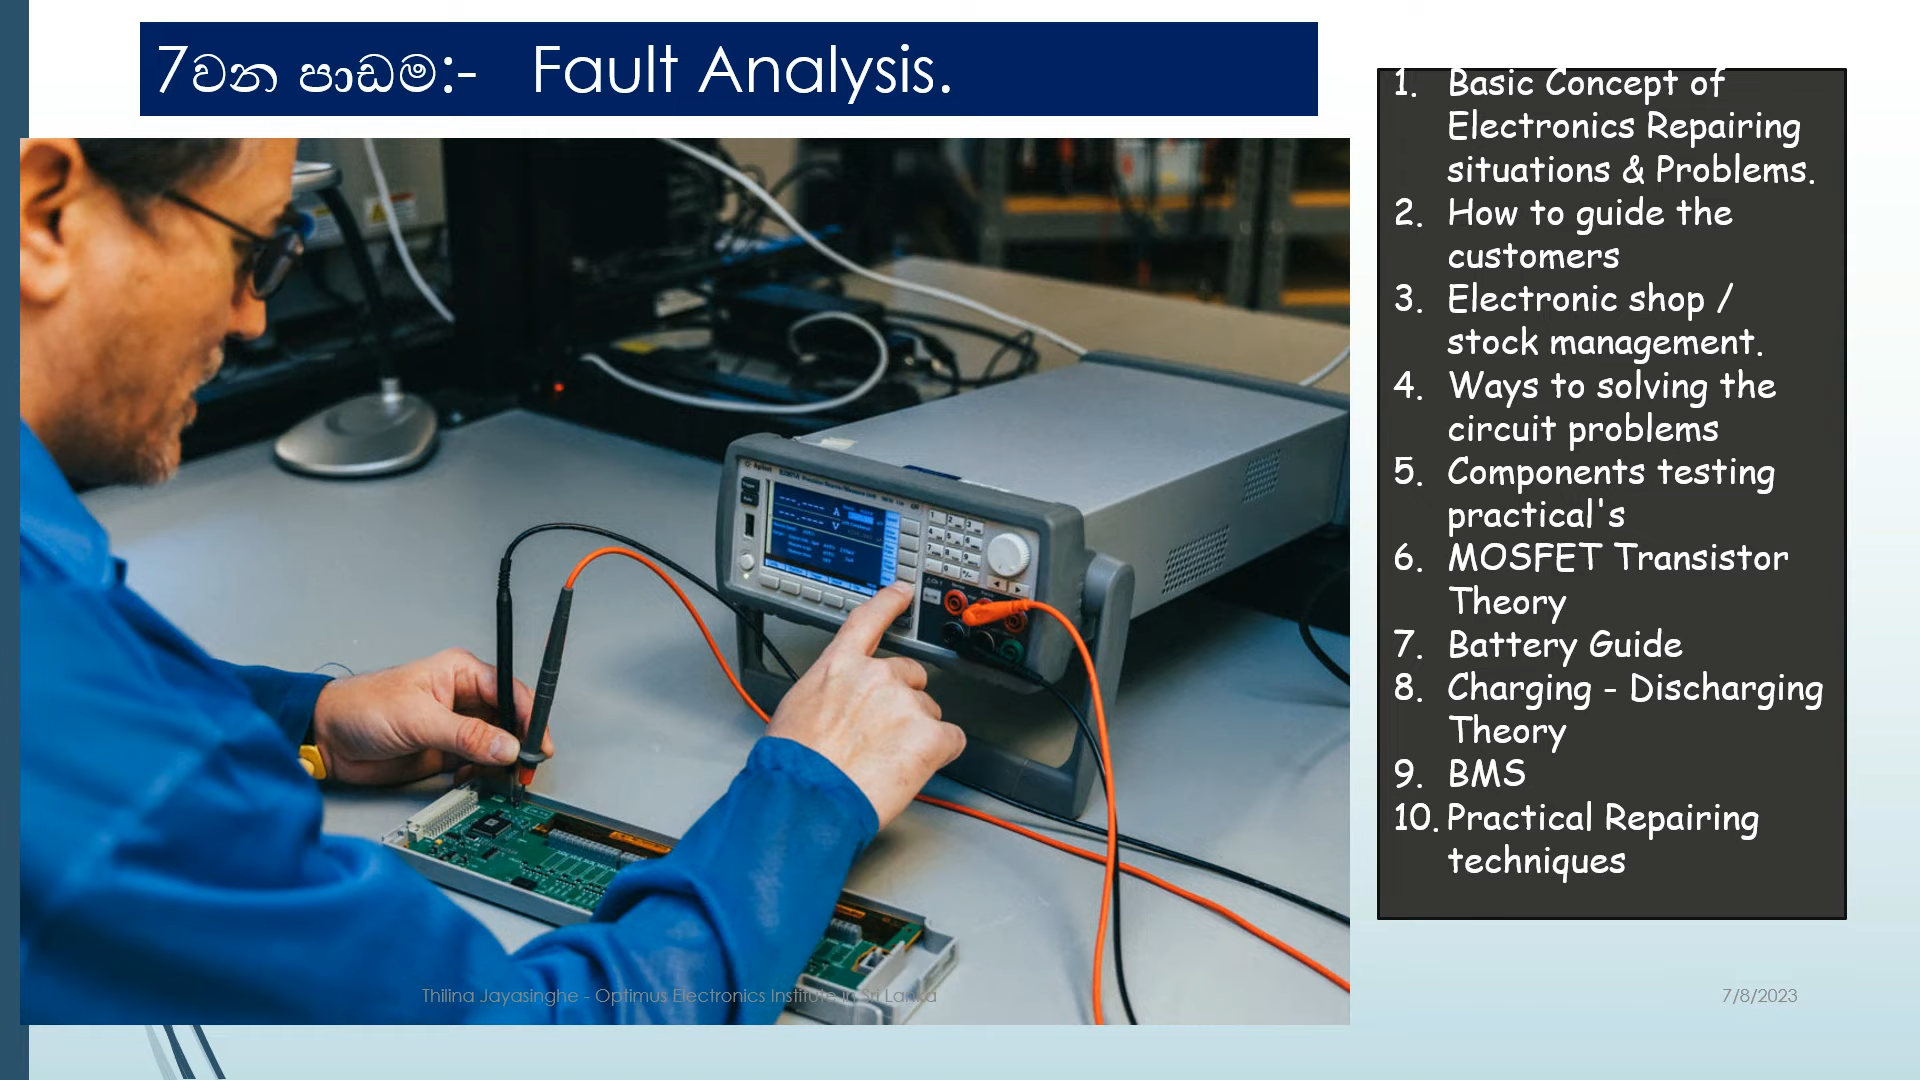 7වන පාඩම:- Fault Analysis.
1. Basic Concept of
Electronics Repairing
situations & Problems.
2. How to guide the
customers
3. Electronic shop /
stock management.
4. Ways to solving the
circuit problems
5. Components testing
practical's
6. MOSFET Transistor
Theory
7. Battery Guide
8. Charging - Discharging
Theory
9. BMS
10. Practical Repairing
techniques
Agilent
Thilina Jayasinghe - Optimus Electronics Institute in Sri Lanka
7/8/2023